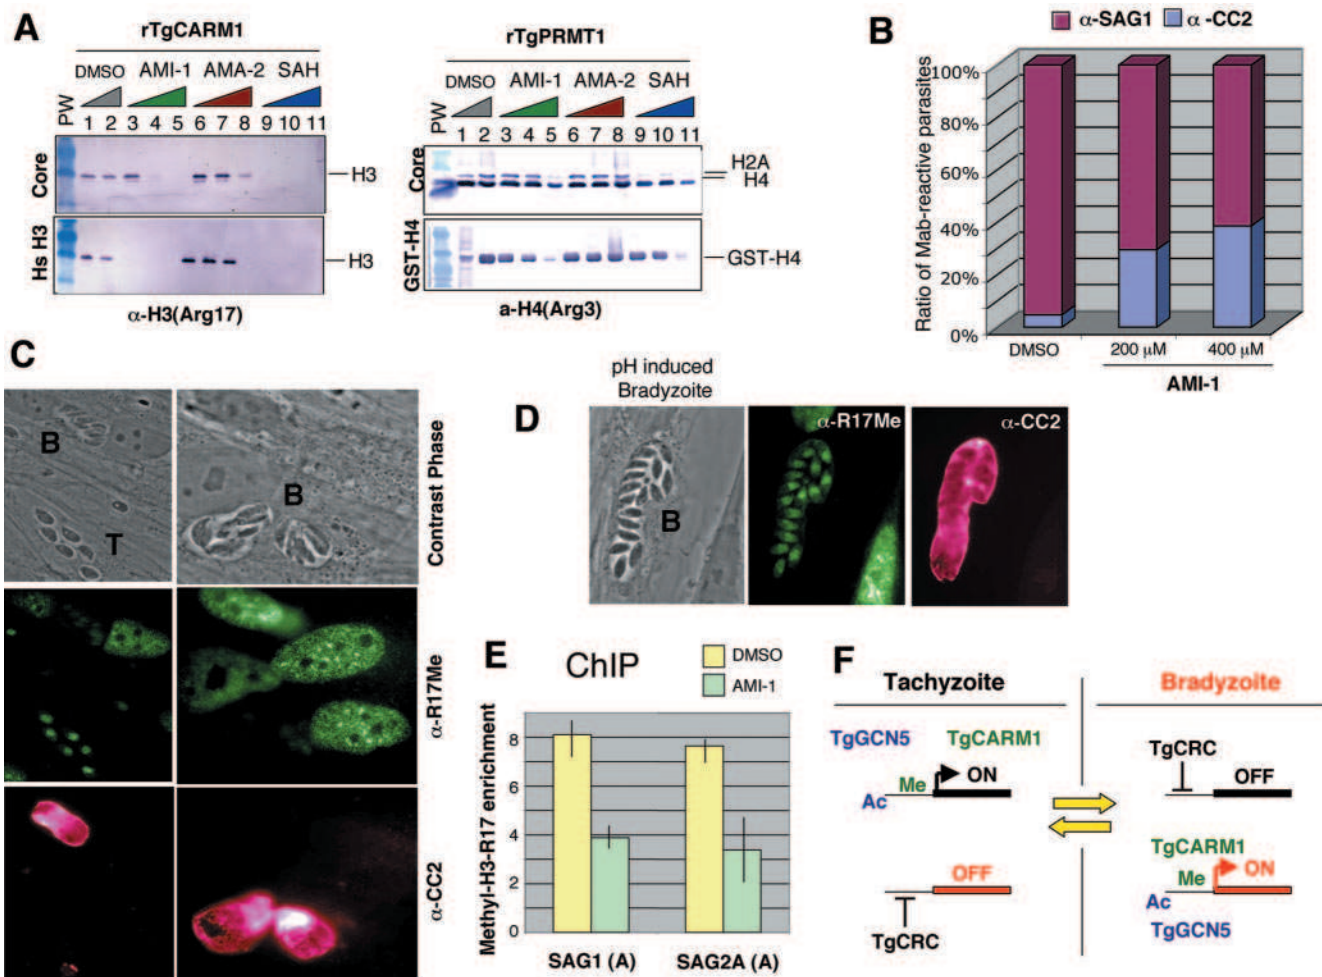 A
rTgCARM1
DMSO AMI-1 AMA-2 SAH
PW 1 2 3 4 5 6 7 8 9 10 11
Core
H3
Hs H3
H3
α-H3(Arg17)
rTgPRMT1
DMSO AMI-1 AMA-2 SAH
PW 1 2 3 4 5 6 7 8 9 10 11
Core
H2A
H4
GST-H4
GST-H4
a-H4(Arg3)
B
α-SAG1 α-CC2
Ratio of Mab-reactive parasites
100%
80%
60%
40%
20%
0%
DMSO 200 μM 400 μM
AMI-1
C
B
T
B
Contrast Phase
α-R17Me
α-CC2
D
pH induced
Bradyzoite
B
α-R17Me
α-CC2
E
ChIP
DMSO
AMI-1
Methyl-H3-R17 enrichment
8
6
4
2
0
SAG1 (A) SAG2A (A)
F
Tachyzoite Bradyzoite
TgGCN5 TgCARM1
Ac Me ON
OFF
TgCRC
TgCRC
OFF
TgCARM1
Me ON
Ac
TgGCN5